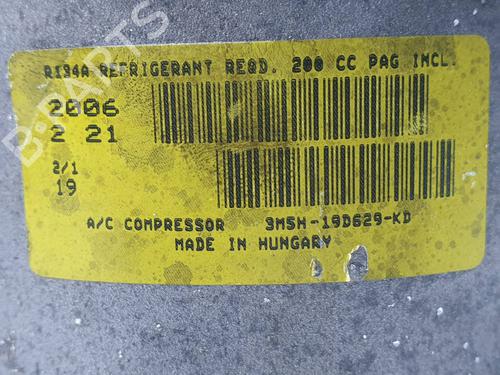 R134A REFRIGERANT REQD. 200 CC PAG INCL.
2006
2 21
2/1
19
A/C COMPRESSOR 3M5H-19D629-KD
MADE IN HUNGARY
B-PARTS